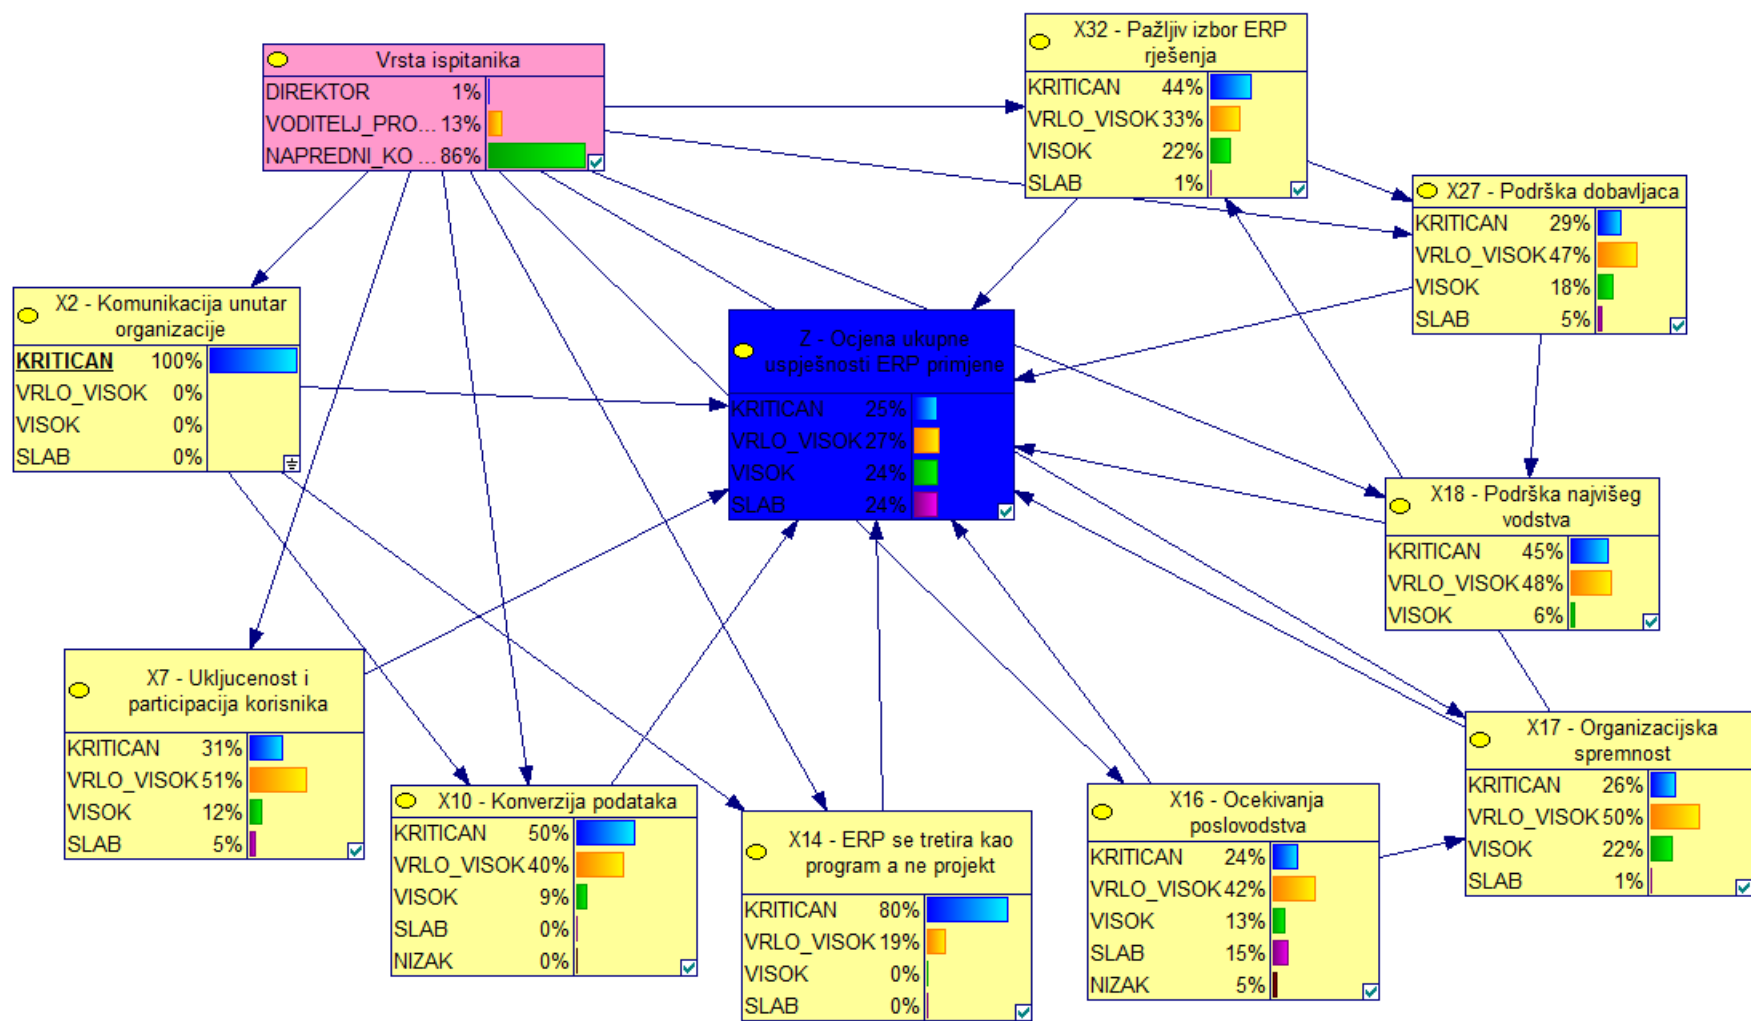 Vrsta ispitanika
DIREKTOR 1%
VODITELJ_PRO... 13%
NAPREDNI_KO ... 86%
X32 - Pažljiv izbor ERP
rješenja
KRITICAN 44%
VRLO_VISOK 33%
VISOK 22%
SLAB 1%
X27 - Podrška dobavljaca
KRITICAN 29%
VRLO_VISOK 47%
VISOK 18%
SLAB 5%
X2 - Komunikacija unutar
organizacije
KRITICAN 100%
VRLO_VISOK 0%
VISOK 0%
SLAB 0%
Z - Ocjena ukupne
uspješnosti ERP primjene
KRITICAN 25%
VRLO_VISOK 27%
VISOK 24%
SLAB 24%
X18 - Podrška najvišeg
vodstva
KRITICAN 45%
VRLO_VISOK 48%
VISOK 6%
X7 - Ukljucenost i
participacija korisnika
KRITICAN 31%
VRLO_VISOK 51%
VISOK 12%
SLAB 5%
X10 - Konverzija podataka
KRITICAN 50%
VRLO_VISOK 40%
VISOK 9%
SLAB 0%
NIZAK 0%
X14 - ERP se tretira kao
program a ne projekt
KRITICAN 80%
VRLO_VISOK 19%
VISOK 0%
SLAB 0%
X16 - Ocekivanja
poslovodstva
KRITICAN 24%
VRLO_VISOK 42%
VISOK 13%
SLAB 15%
NIZAK 5%
X17 - Organizacijska
spremnost
KRITICAN 26%
VRLO_VISOK 50%
VISOK 22%
SLAB 1%